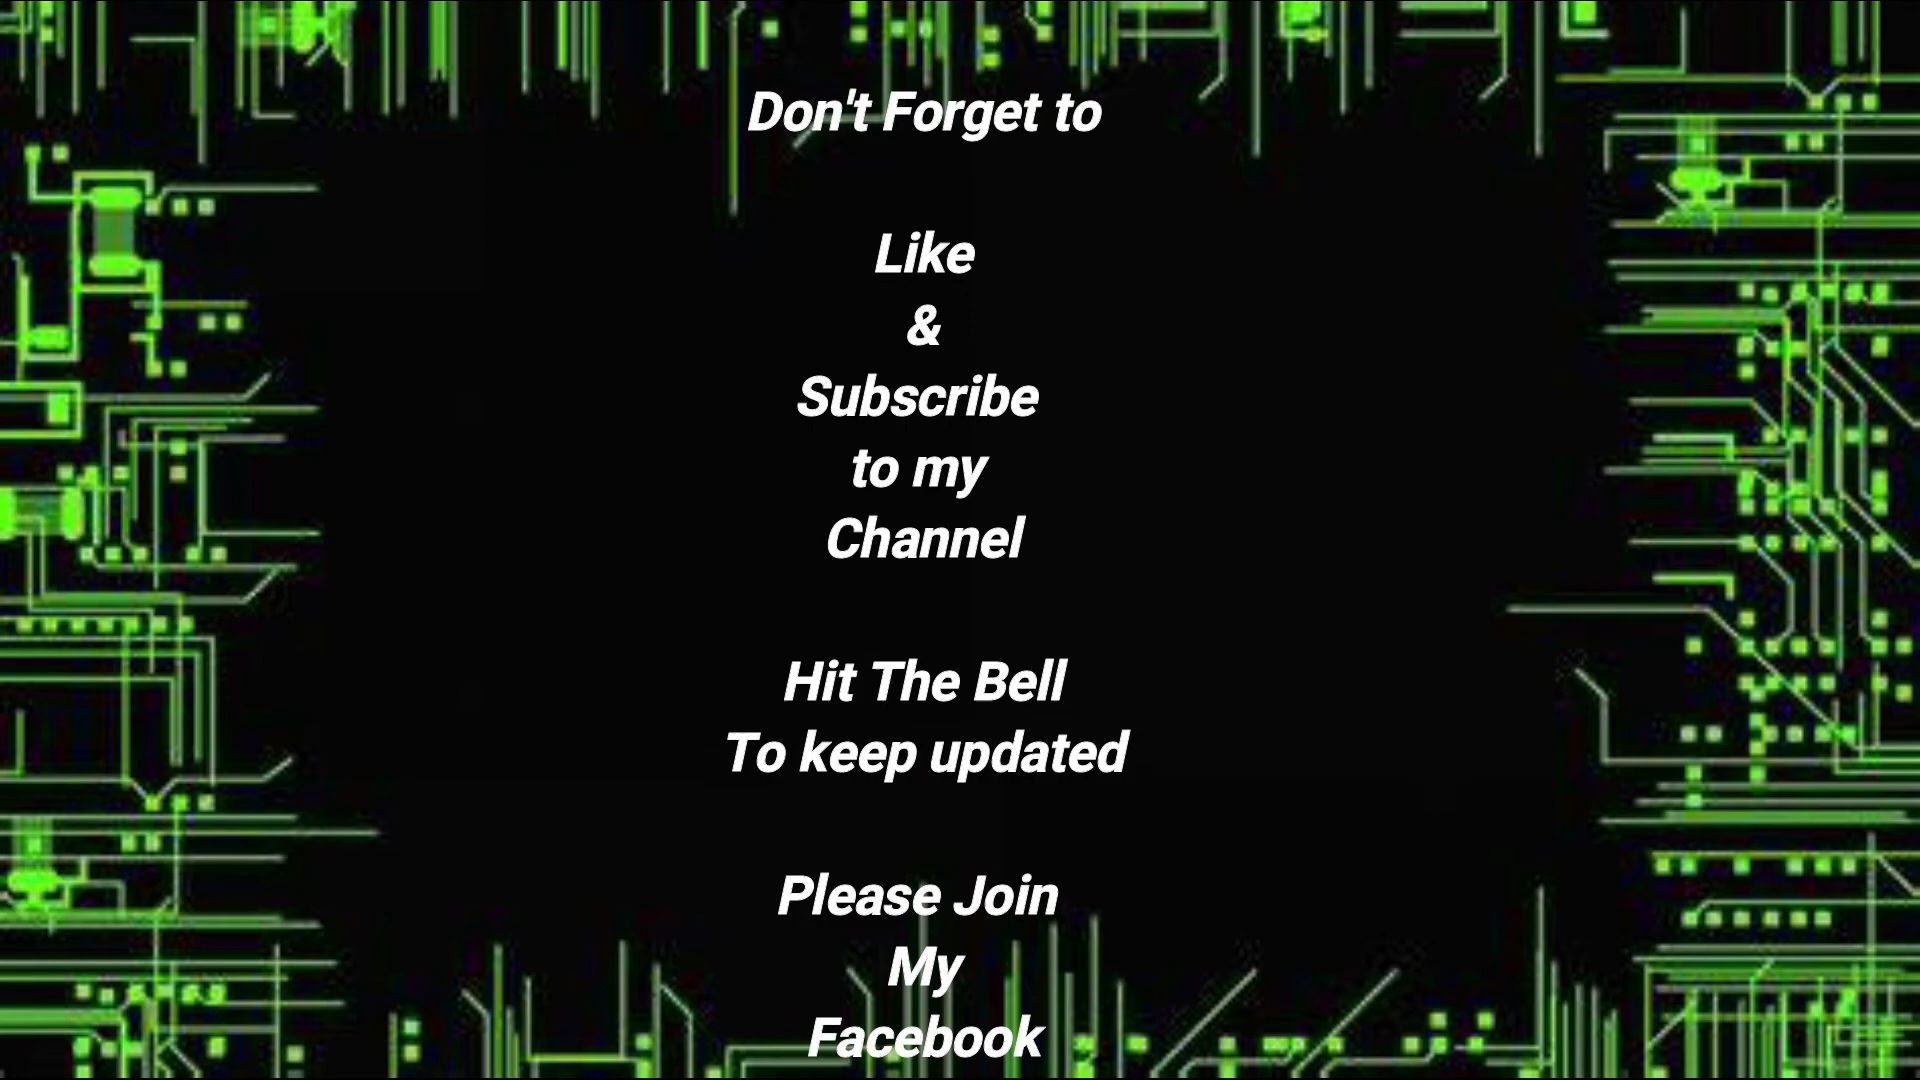 Don't Forget to
Like
&
Subscribe
to my
Channel
Hit The Bell
To keep updated
Please Join
My
Facebook